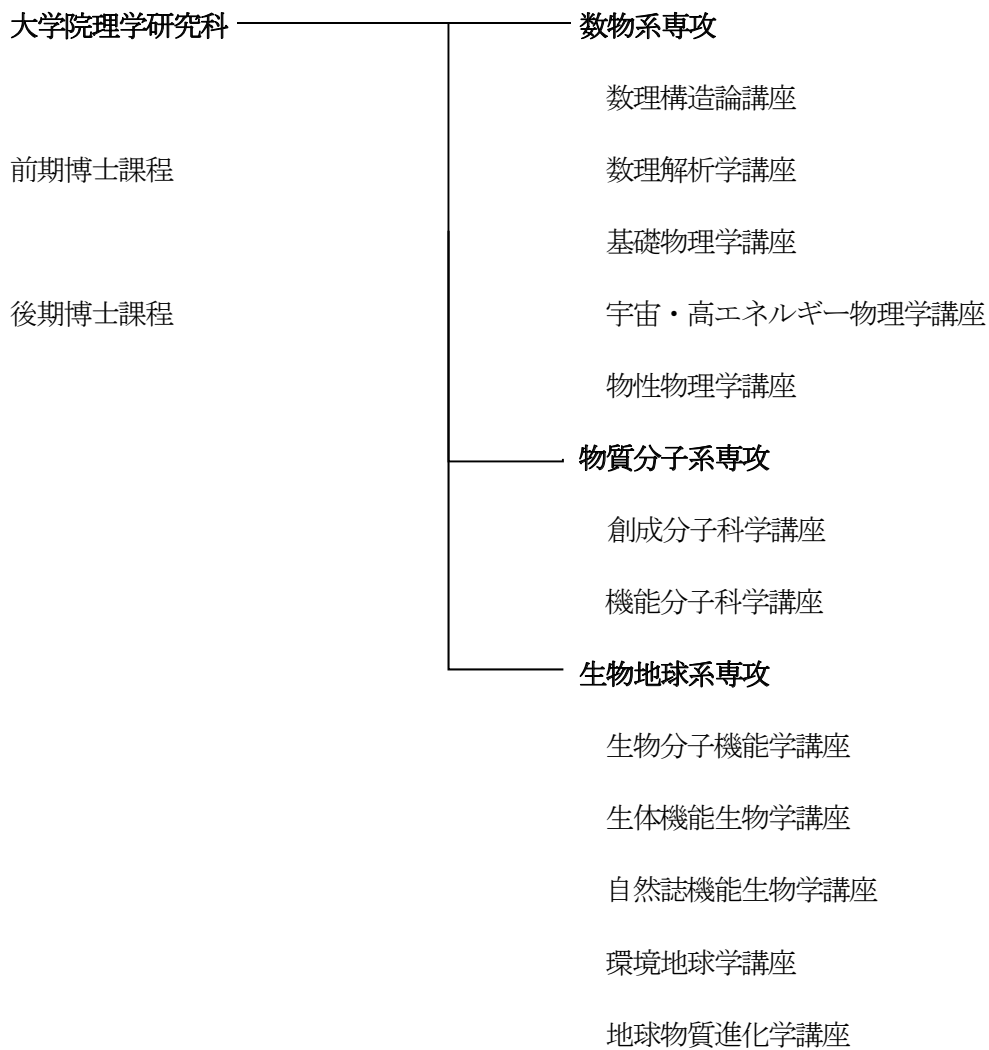 大学院理学研究科
数物系専攻
数理構造論講座
前期博士課程
数理解析学講座
基礎物理学講座
後期博士課程
宇宙・高エネルギー物理学講座
物性物理学講座
物質分子系専攻
創成分子科学講座
機能分子科学講座
生物地球系専攻
生物分子機能学講座
生体機能生物学講座
自然誌機能生物学講座
環境地球学講座
地球物質進化学講座